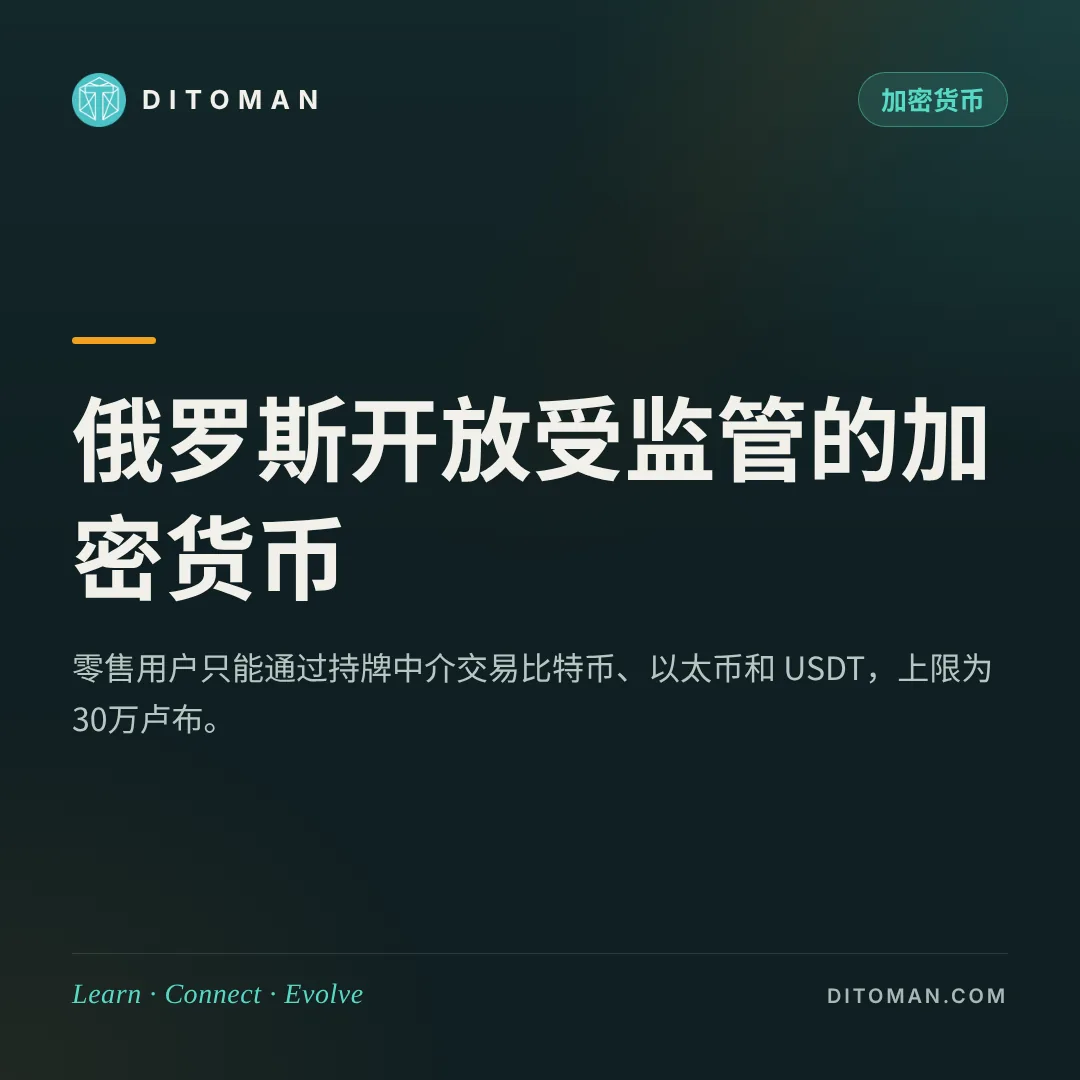 DITOMAN
加密货币
俄罗斯开放受监管的加
密货币
零售用户只能通过持牌中介交易比特币、以太币和 USDT，上限为
30万卢布。
Learn · Connect · Evolve
DITOMAN.COM